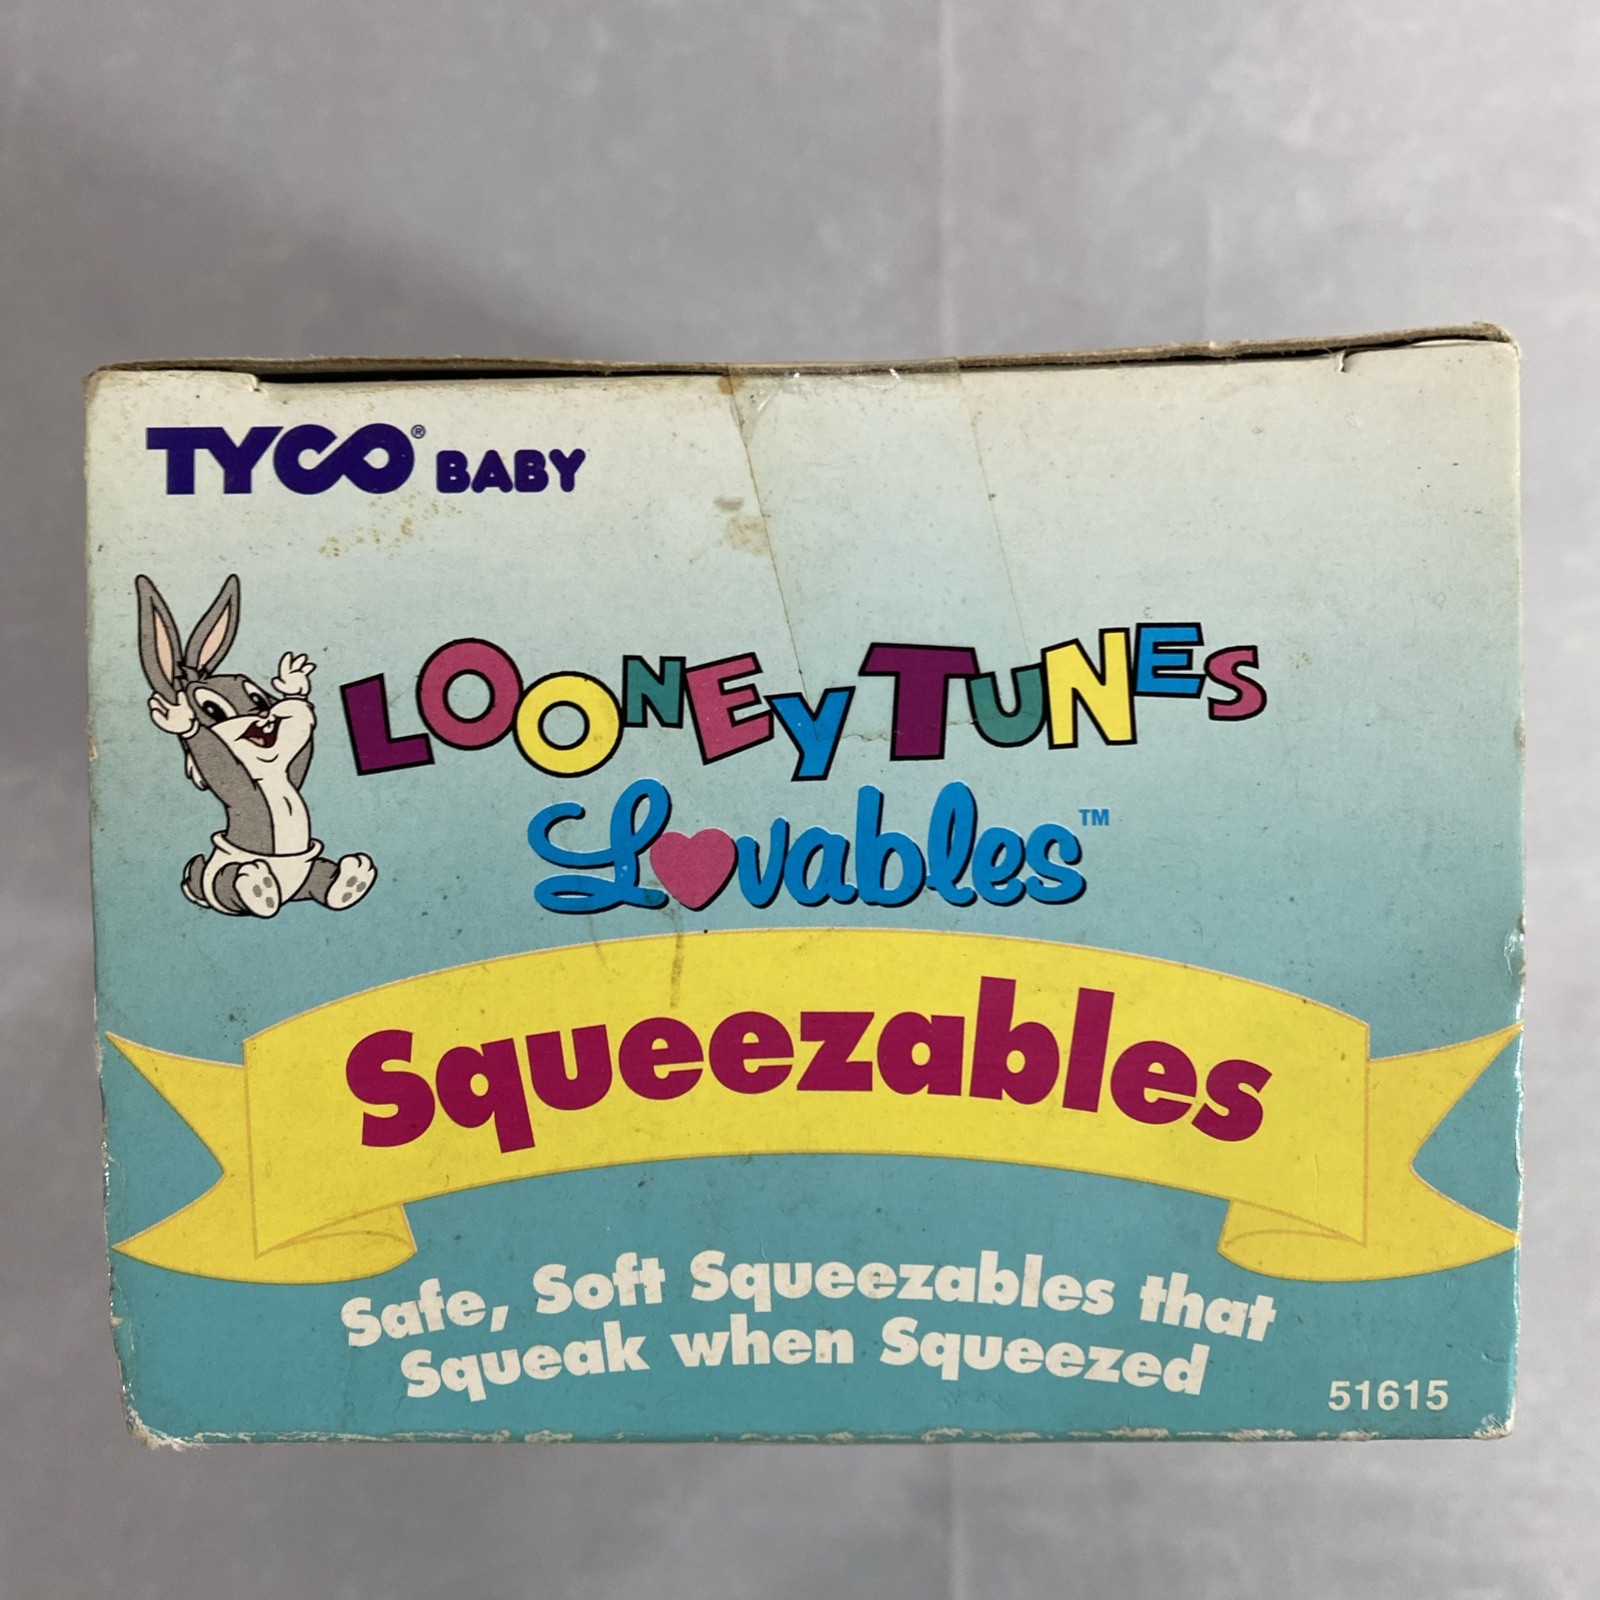 TYCO® BABY
LOONEY TUNES
Lovables™
Squeezables
Safe, Soft Squeezables that
Squeak when Squeezed
51615